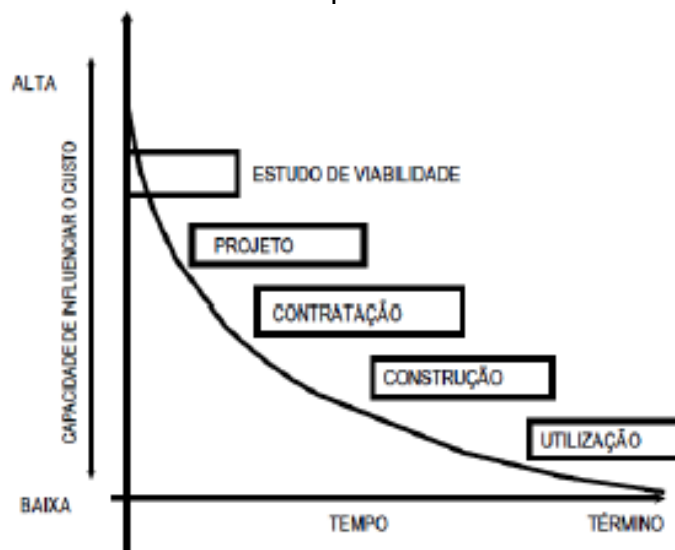 ALTA
CAPACIDADE DE INFLUENCIAR O CUSTO
ESTUDO DE VIABILIDADE
PROJETO
CONTRATAÇÃO
CONSTRUÇÃO
UTILIZAÇÃO
BAIXA
TEMPO
TÉRMINO